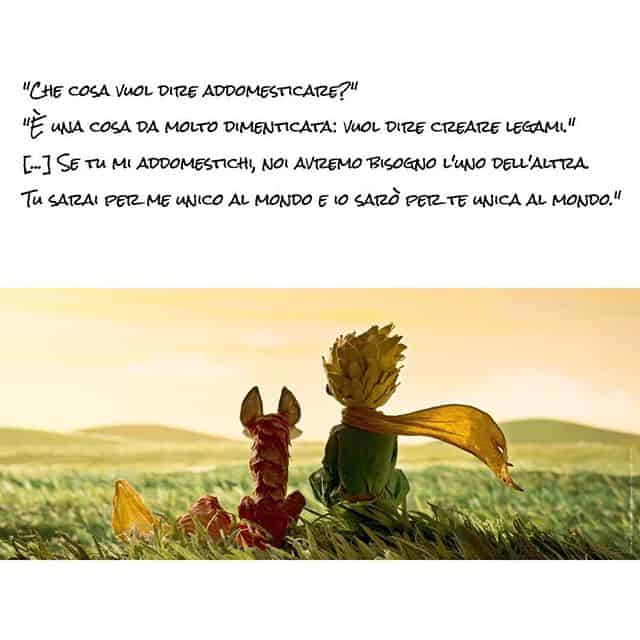 "Che cosa vuol dire addomesticare?"
"È una cosa da molto dimenticata: vuol dire creare legami."
[...] Se tu mi addomestichi, noi avremo bisogno l'uno dell'altra.
Tu sarai per me unico al mondo e io sarò per te unica al mondo."